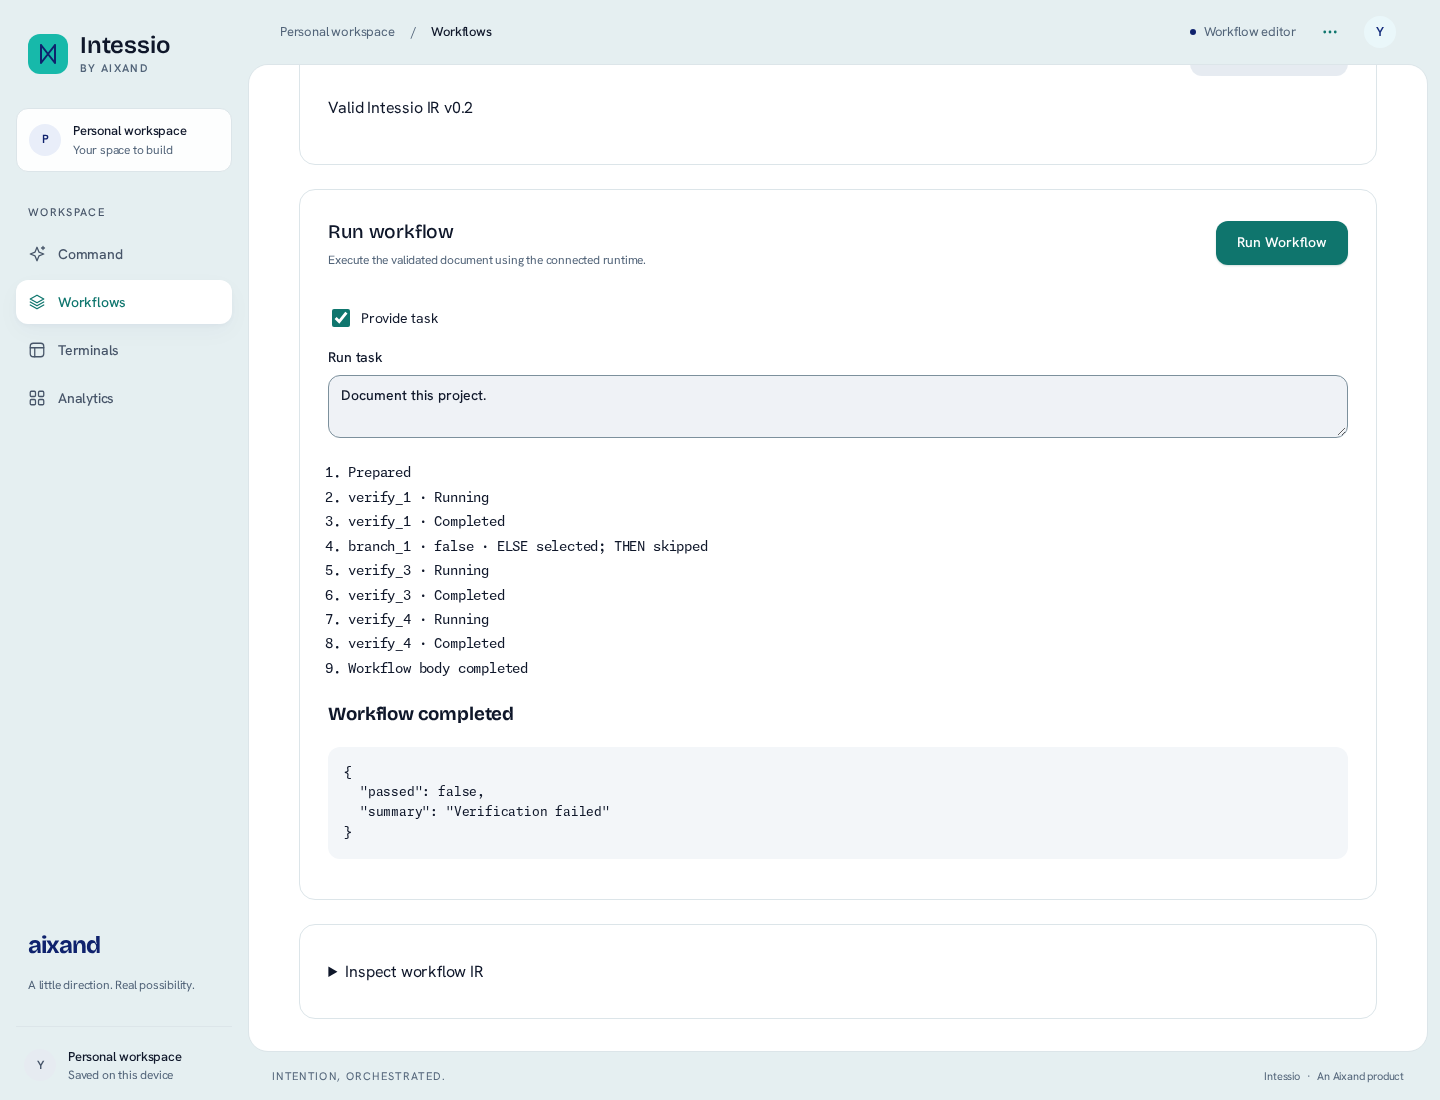 Intessio
BY AIXAND
Personal workspace / Workflows
Workflow editor
Y
P
Personal workspace
Your space to build
WORKSPACE
Command
Workflows
Terminals
Analytics
Valid Intessio IR v0.2
Run workflow
Execute the validated document using the connected runtime.
Run Workflow
Provide task
Run task
Document this project.
1. Prepared
2. verify_1 · Running
3. verify_1 · Completed
4. branch_1 · false · ELSE selected; THEN skipped
5. verify_3 · Running
6. verify_3 · Completed
7. verify_4 · Running
8. verify_4 · Completed
9. Workflow body completed
Workflow completed
{
"passed": false,
"summary": "Verification failed"
}
Inspect workflow IR
aixand
A little direction. Real possibility.
Y
Personal workspace
Saved on this device
INTENTION, ORCHESTRATED.
Intessio · An Aixand product